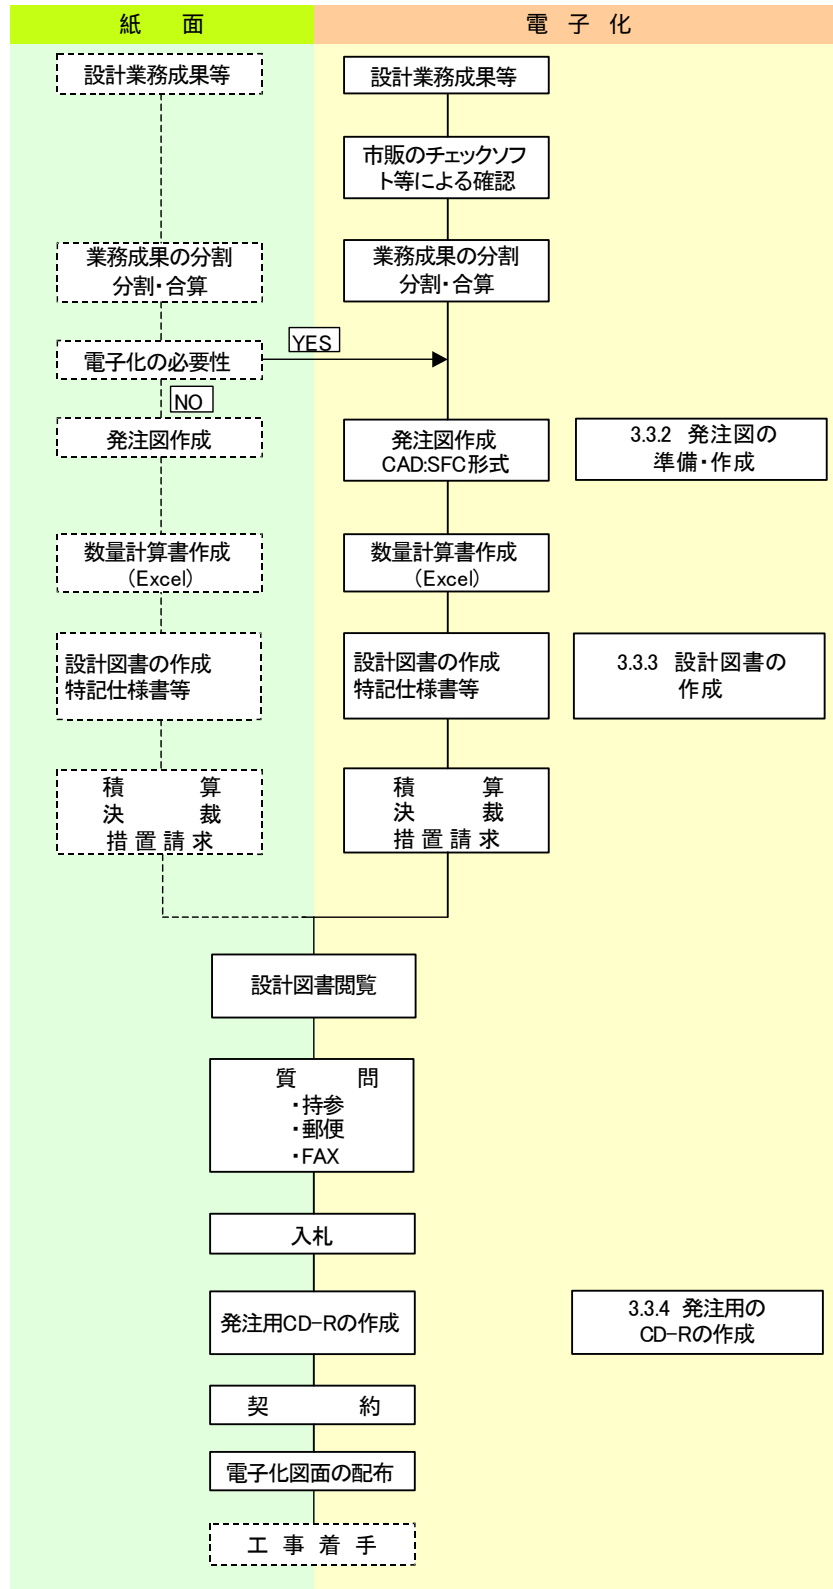 紙　面
電 子 化
設計業務成果等
設計業務成果等
市販のチェックソフ
ト等による確認
業務成果の分割
分割・合算
業務成果の分割
分割・合算
YES
電子化の必要性
NO
発注図作成
発注図作成
CAD:SFC形式
3.3.2 発注図の
準備・作成
数量計算書作成
(Excel)
数量計算書作成
(Excel)
設計図書の作成
特記仕様書等
設計図書の作成
特記仕様書等
3.3.3 設計図書の
作成
積　　　算
決　　　裁
措 置 請 求
積　　　算
決　　　裁
措 置 請 求
設計図書閲覧
質　　　問
・持参
・郵便
・FAX
入札
発注用CD-Rの作成
3.3.4 発注用の
CD-Rの作成
契　　　　約
電子化図面の配布
工 事 着 手